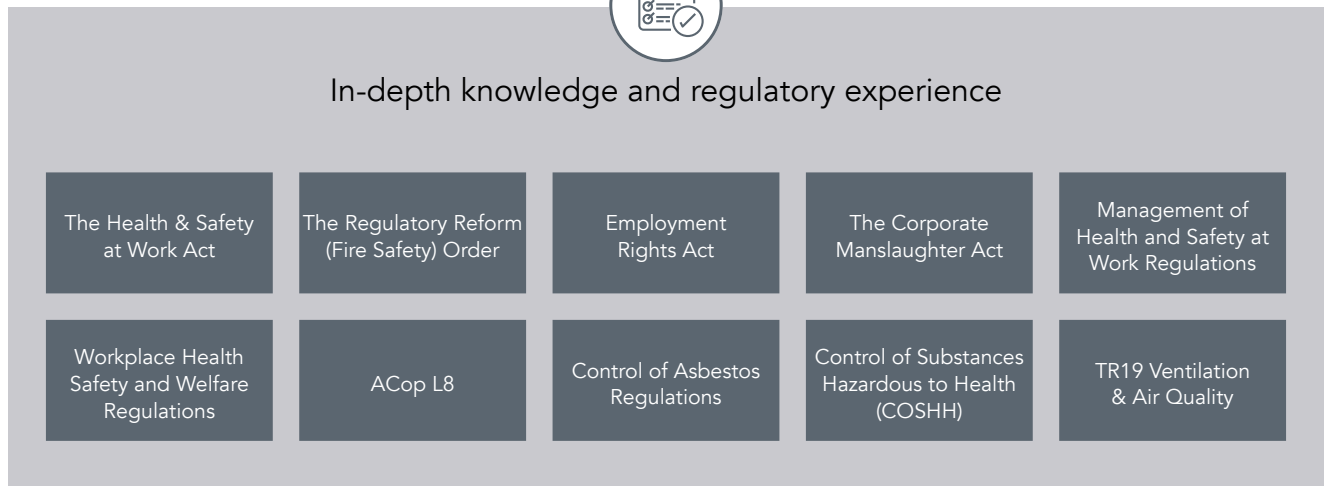 In-depth knowledge and regulatory experience
The Health & Safety
at Work Act
The Regulatory Reform
(Fire Safety) Order
Employment
Rights Act
The Corporate
Manslaughter Act
Management of
Health and Safety at
Work Regulations
Workplace Health
Safety and Welfare
Regulations
ACop L8
Control of Asbestos
Regulations
Control of Substances
Hazardous to Health
(COSHH)
TR19 Ventilation
& Air Quality